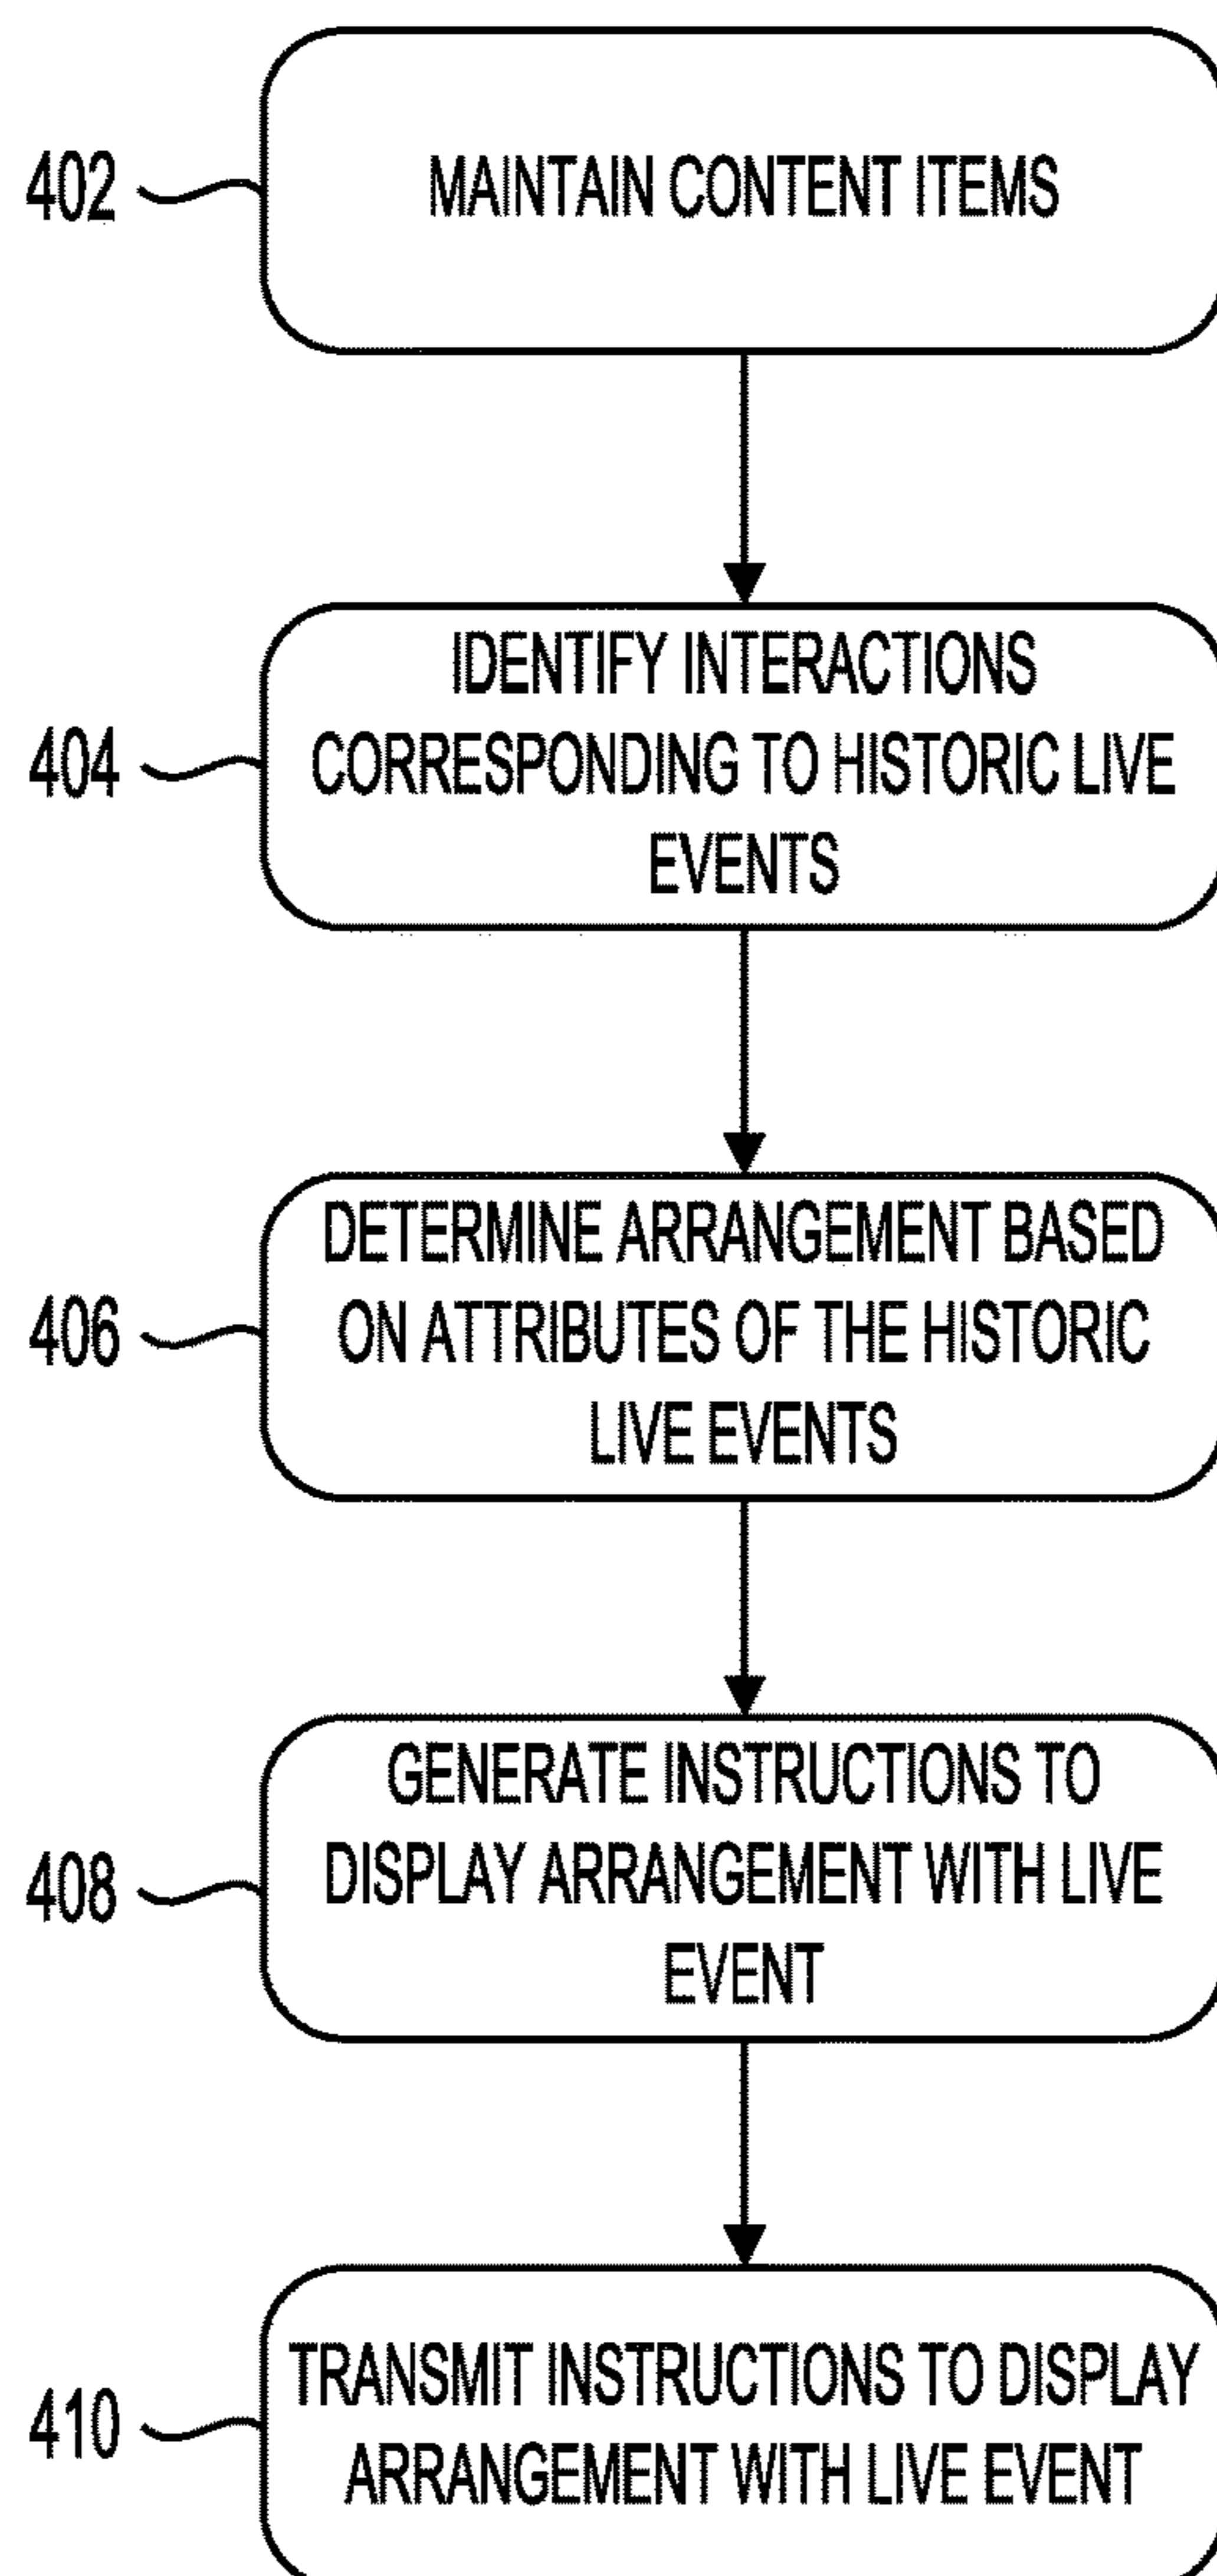 402
MAINTAIN CONTENT ITEMS
404
IDENTIFY INTERACTIONS
CORRESPONDING TO HISTORIC LIVE
EVENTS
406
DETERMINE ARRANGEMENT BASED
ON ATTRIBUTES OF THE HISTORIC
LIVE EVENTS
408
GENERATE INSTRUCTIONS TO
DISPLAY ARRANGEMENT WITH LIVE
EVENT
410
TRANSMIT INSTRUCTIONS TO DISPLAY
ARRANGEMENT WITH LIVE EVENT